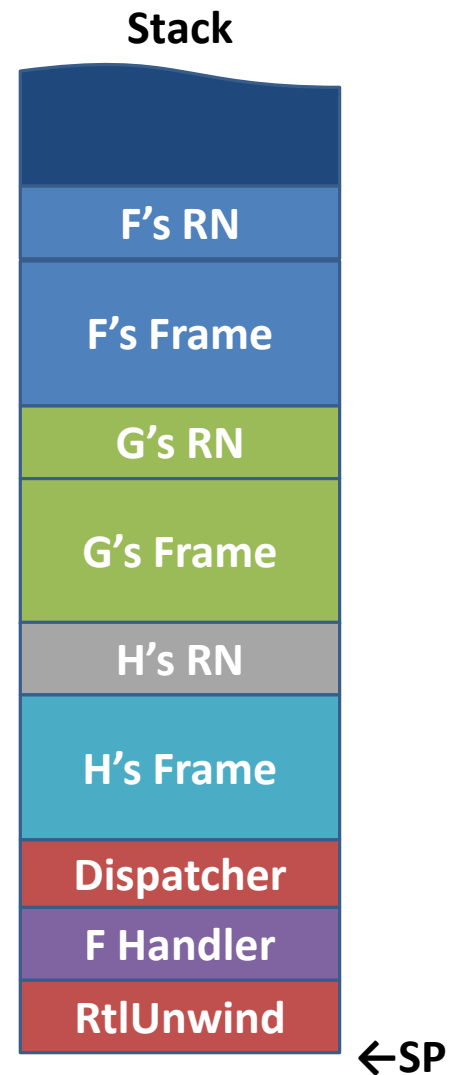 Stack
F’s RN
F’s Frame
G’s RN
G’s Frame
H’s RN
H’s Frame
Dispatcher
F Handler
RtlUnwind
←SP